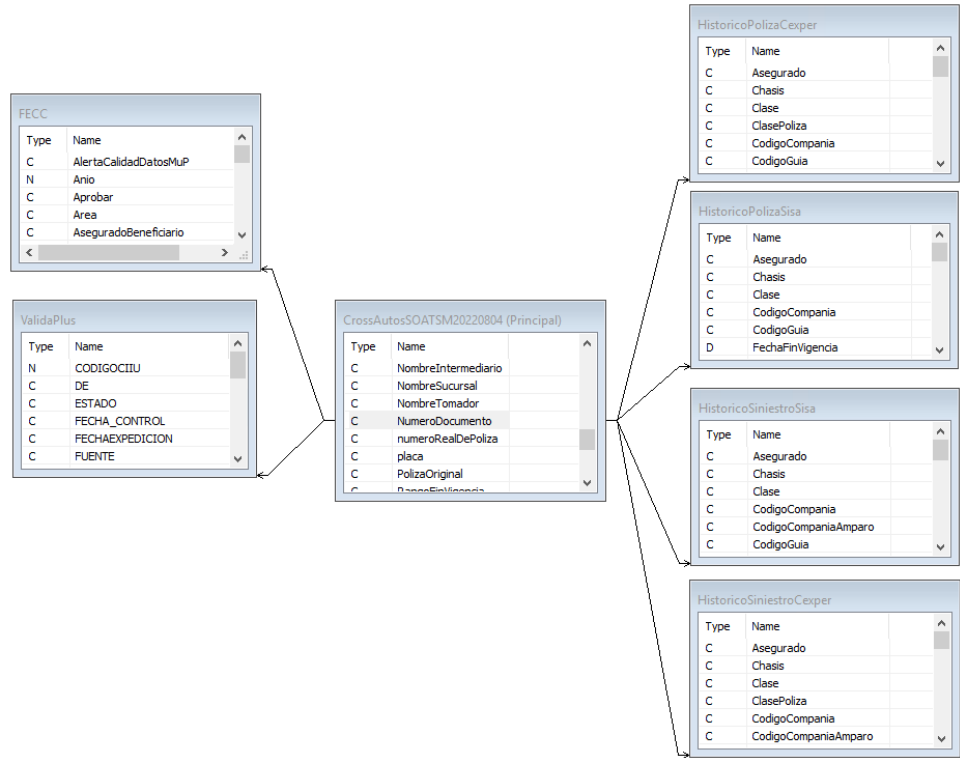 FECC
Type Name
C AlertaCalidadDatosMuP
N Anio
C Aprobar
C Area
C AseguradoBeneficiario
ValidaPlus
Type Name
N CODIGOCIIU
C DE
C ESTADO
C FECHA_CONTROL
C FECHAEXPEDICION
C FUENTE
CrossAutosSOATSM20220804 (Principal)
Type Name
C NombreIntermediario
C NombreSucursal
C NombreTomador
C NumeroDocumento
C numeroRealDePoliza
C placa
C PolizaOriginal
C RangoFinVigencia
HistoricoPolizaCexper
Type Name
C Asegurado
C Chasis
C Clase
C ClasePoliza
C CodigoCompania
C CodigoGuia
HistoricoPolizaSisa
Type Name
C Asegurado
C Chasis
C Clase
C CodigoCompania
C CodigoGuia
D FechaFinVigencia
HistoricoSiniestroSisa
Type Name
C Asegurado
C Chasis
C Clase
C CodigoCompania
C CodigoCompaniaAmparo
C CodigoGuia
HistoricoSiniestroCexper
Type Name
C Asegurado
C Chasis
C Clase
C ClasePoliza
C CodigoCompania
C CodigoCompaniaAmparo